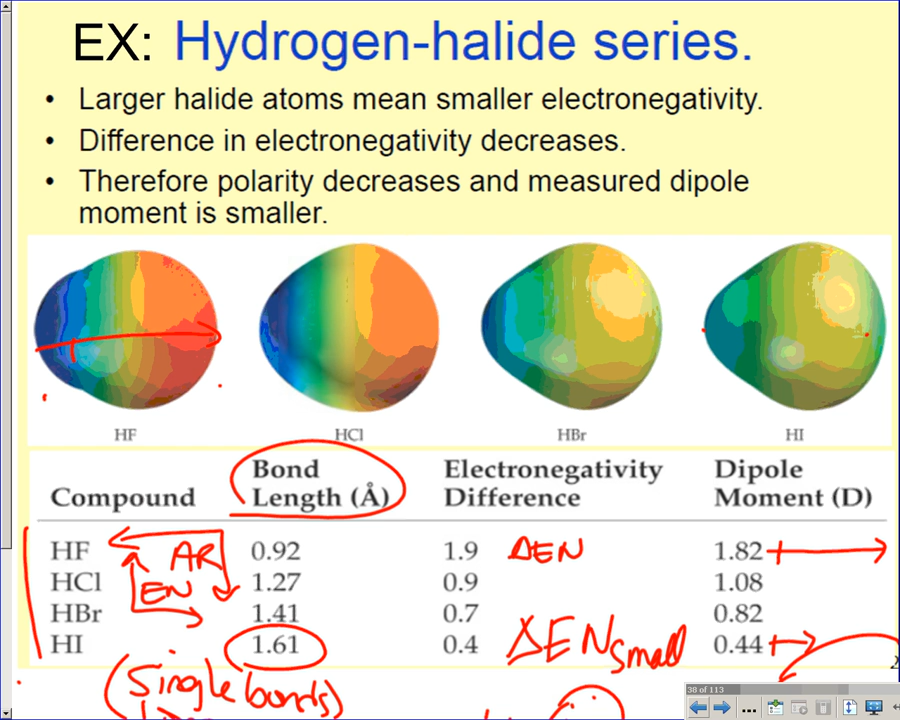 EX: Hydrogen-halide series.
• Larger halide atoms mean smaller electronegativity.
• Difference in electronegativity decreases.
• Therefore polarity decreases and measured dipole
moment is smaller.
HF HCl HBr HI
Bond Electronegativity Dipole
Compound Length (Å) Difference Moment (D)
HF AR 0.92 1.9 ΔEN 1.82
HCl EN 1.27 0.9 1.08
HBr 1.41 0.7 0.82
HI 1.61 0.4 ΔEN small 0.44
(Single bonds)
38 of 113